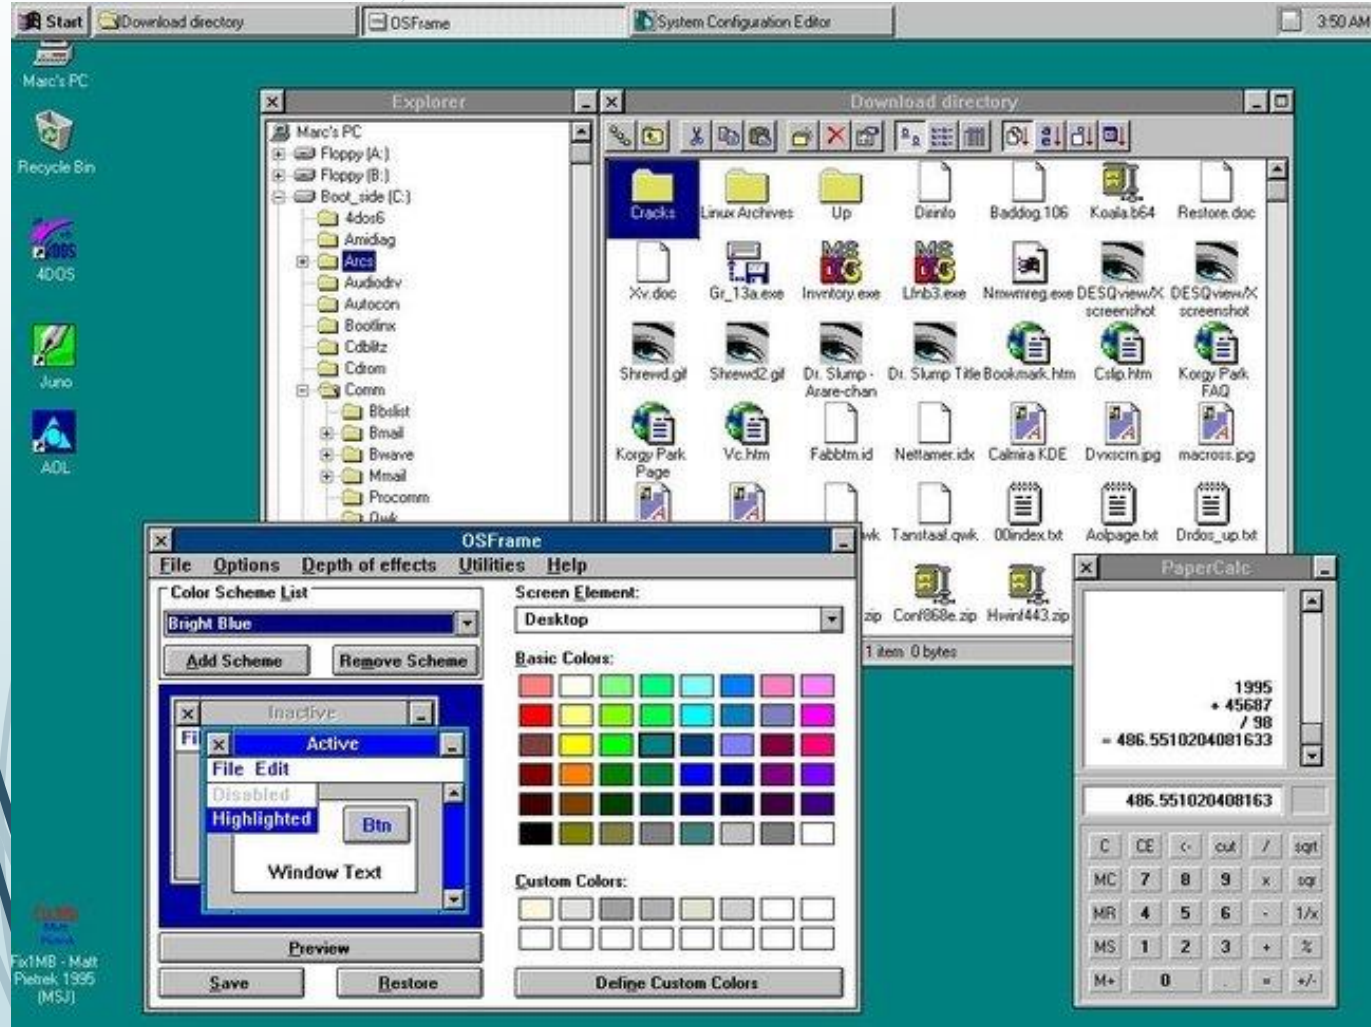 Start
Download directory
OSFrame
System Configuration Editor
3:50 AM
Marc's PC
Recycle Bin
4DOS
Juno
AOL
Fix1MB - Matt
Pietrek 1995
(MSJ)
Explorer
Marc's PC
Floppy (A:)
Floppy (B:)
Boot_side (C:)
4dos6
Amidiag
Arcs
Audiodrv
Autocon
Bootlinx
Cdblitz
Cdrom
Comm
Bbslist
Bmail
Bwave
Mmail
Procomm
Qwk
Download directory
Cracks Linux Archives Up Dirinfo Baddog.106 Koala.b64 Restore.doc
Xv.doc Gr_13a.exe Invntory.exe Lfnb3.exe Nmwmreg.exe DESQview/X DESQview/X
screenshot screenshot
Shrewd.gif Shrewd2.gif Dr. Slump - Dr. Slump Title Bookmark.htm Cslip.htm Korgy Park
Arare-chan FAQ
Korgy Park Vc.htm Fabbtm.id Nettamer.idx Calmira KDE Dvxscrn.jpg macross.jpg
Page
wk Tanstaal.qwk 00index.txt Aolpage.txt Drdos_up.txt
zip Conf868e.zip Hwinf443.zip
1 item 0 bytes
OSFrame
File Options Depth of effects Utilities Help
Color Scheme List
Bright Blue
Add Scheme Remove Scheme
Inactive
Fi
Active
File Edit
Disabled
Highlighted
Btn
Window Text
Preview
Save Restore
Screen Element:
Desktop
Basic Colors:
Custom Colors:
Define Custom Colors
PaperCalc
1995
+ 45687
/ 98
= 486.5510204081633
486.551020408163
C CE <- cut / sqrt
MC 7 8 9 x sqr
MR 4 5 6 - 1/x
MS 1 2 3 + %
M+ 0 . = +/-